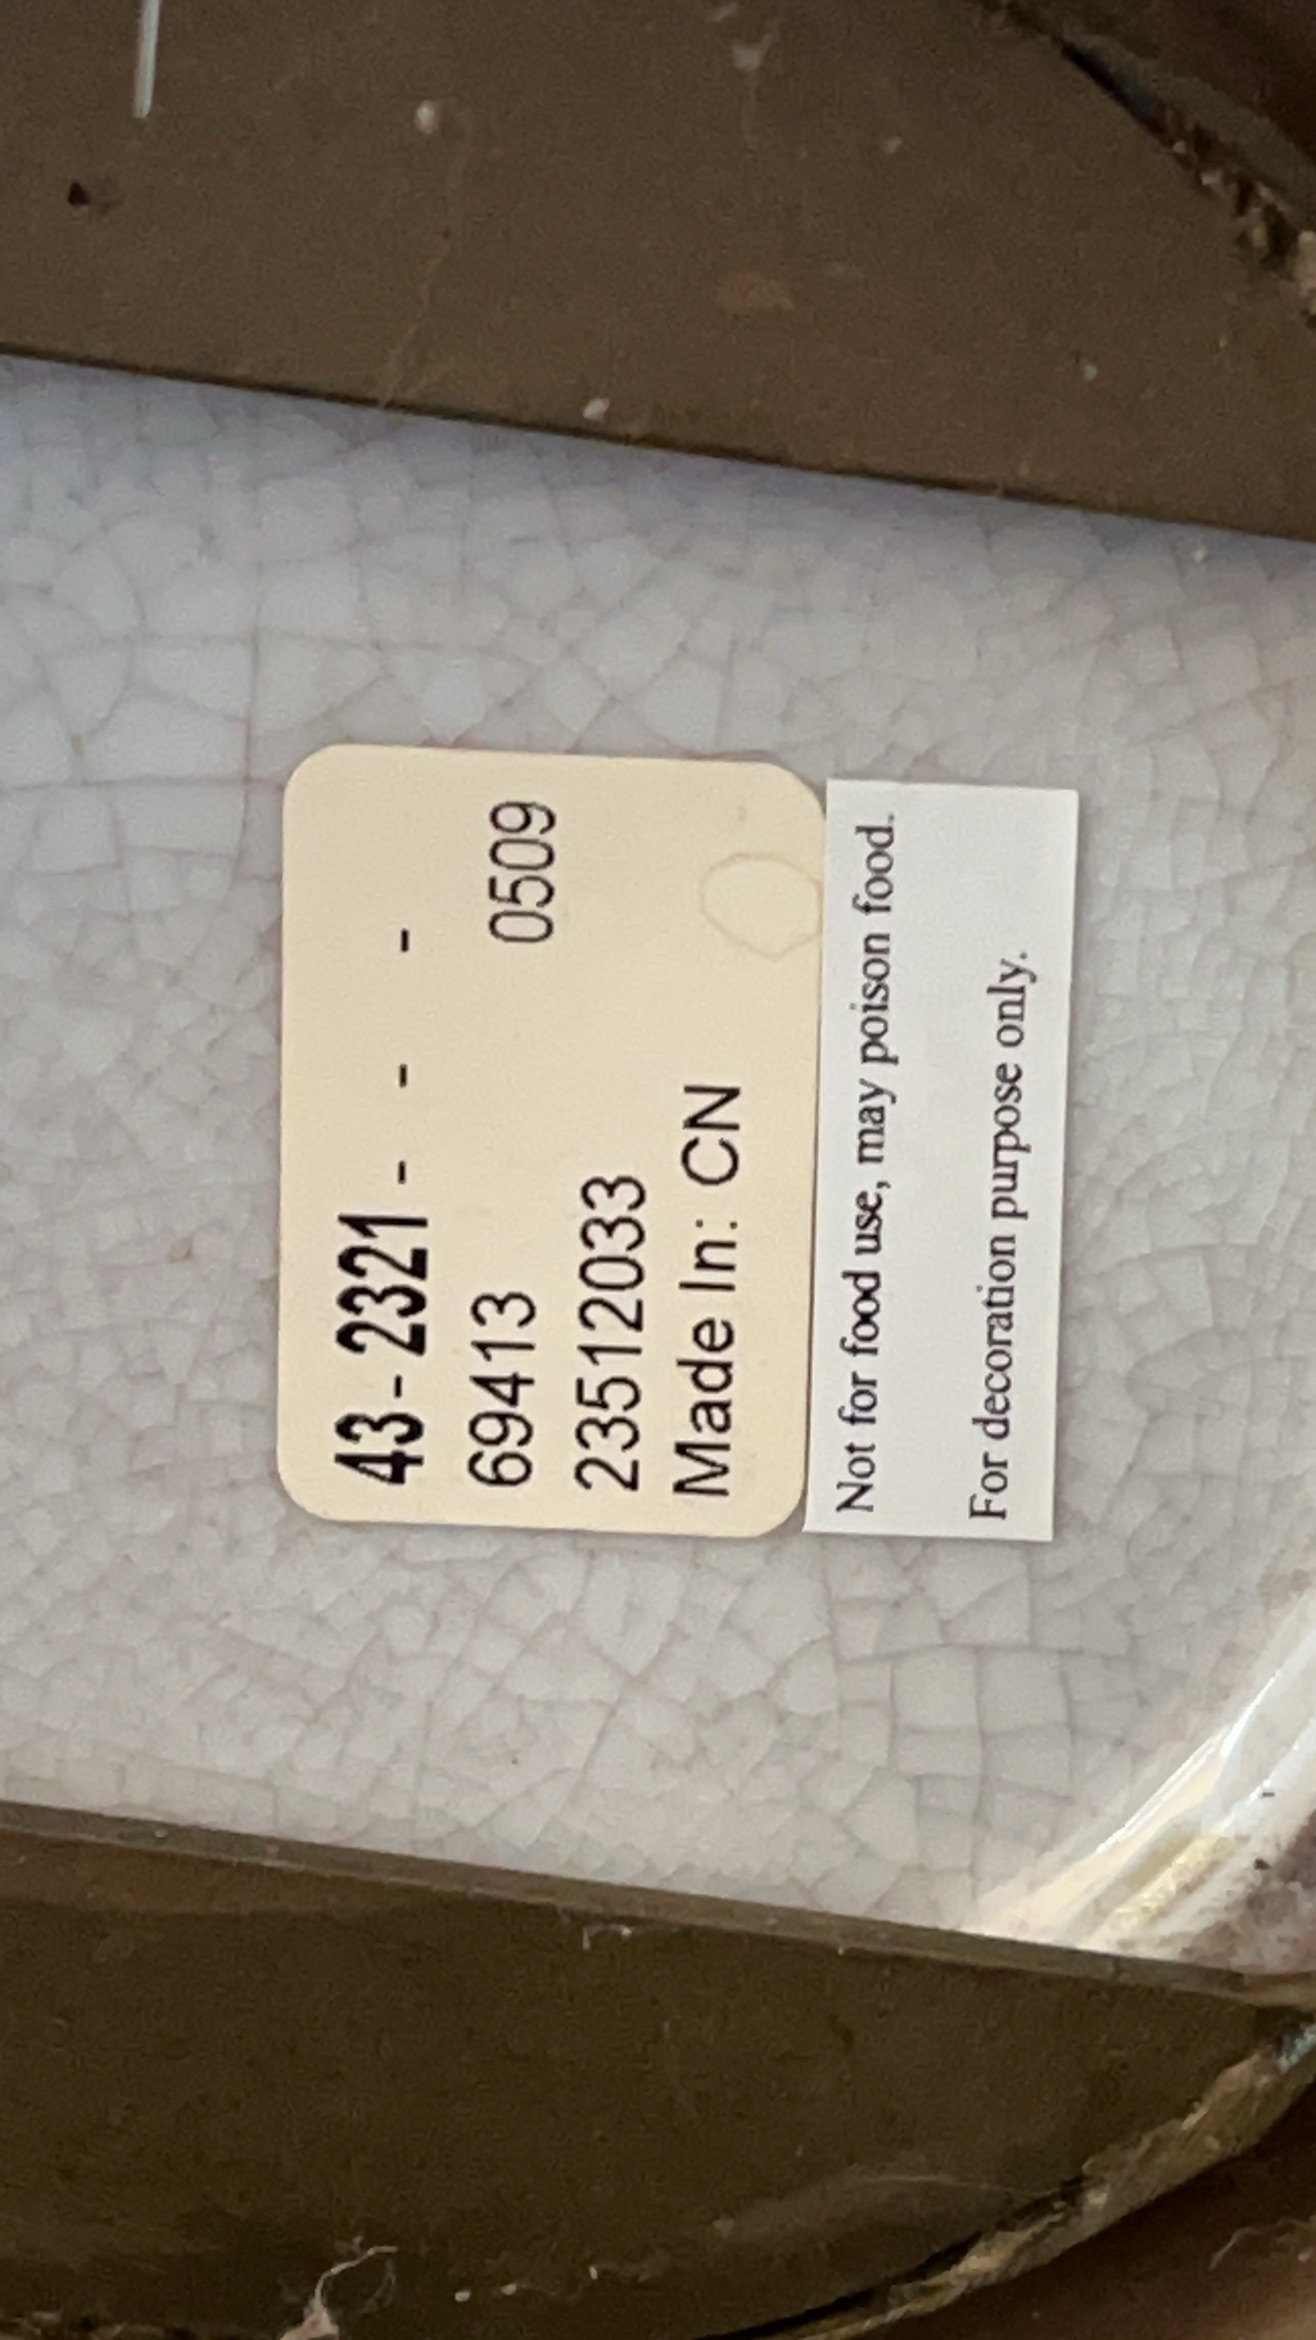 43 - 2321 - - -
69413 0509
23512033
Made In: CN
Not for food use, may poison food.
For decoration purpose only.